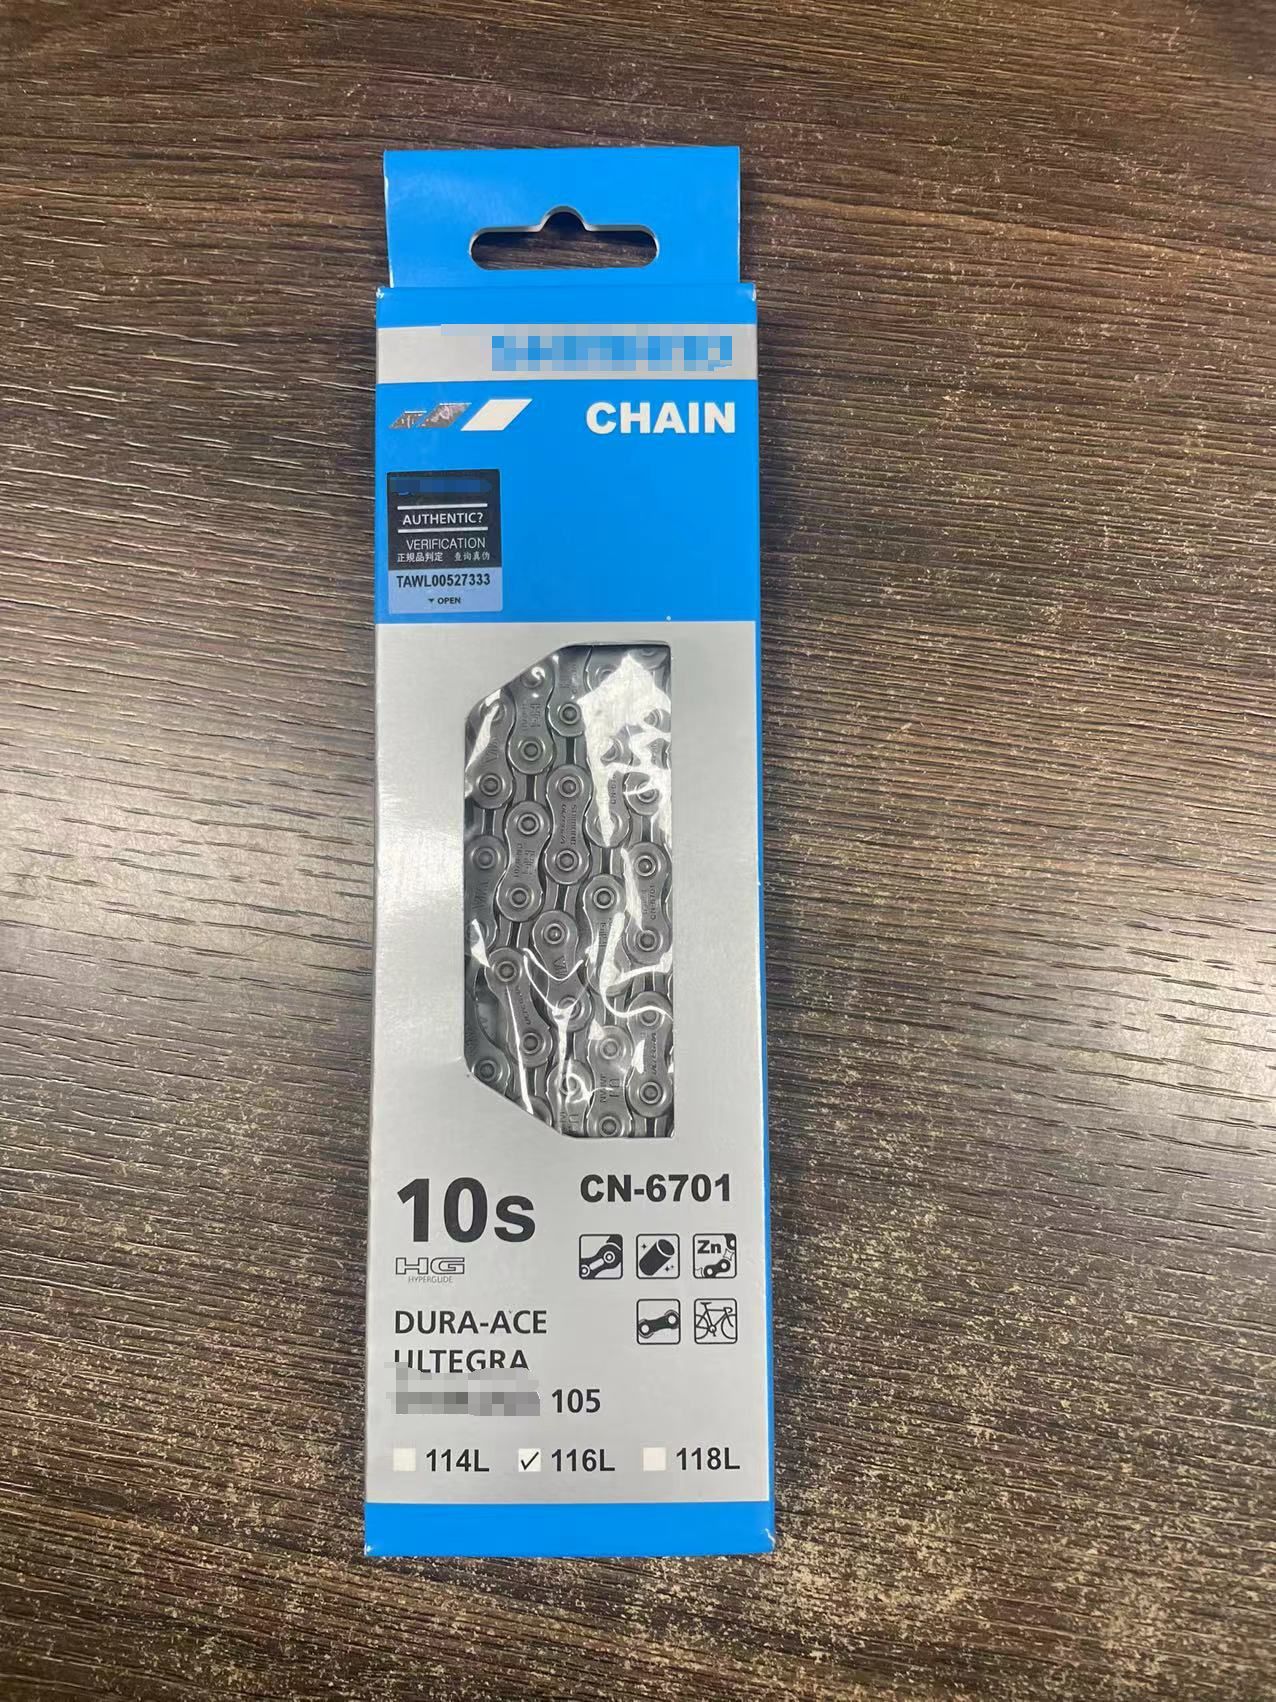 CHAIN
AUTHENTIC?
VERIFICATION
正規品判定 查询真伪
TAWL00527333
▼ OPEN
10s
CN-6701
HG
HYPERGLIDE
Zn
DURA-ACE
ULTEGRA
105
114L ✓ 116L 118L